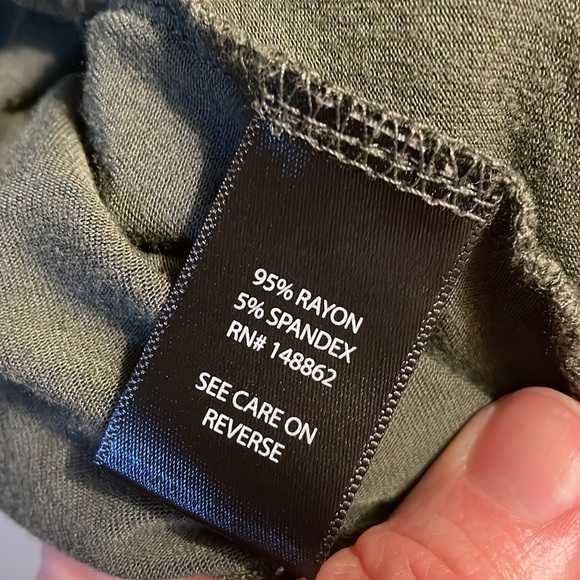 95% RAYON
5% SPANDEX
RN# 148862
SEE CARE ON
REVERSE